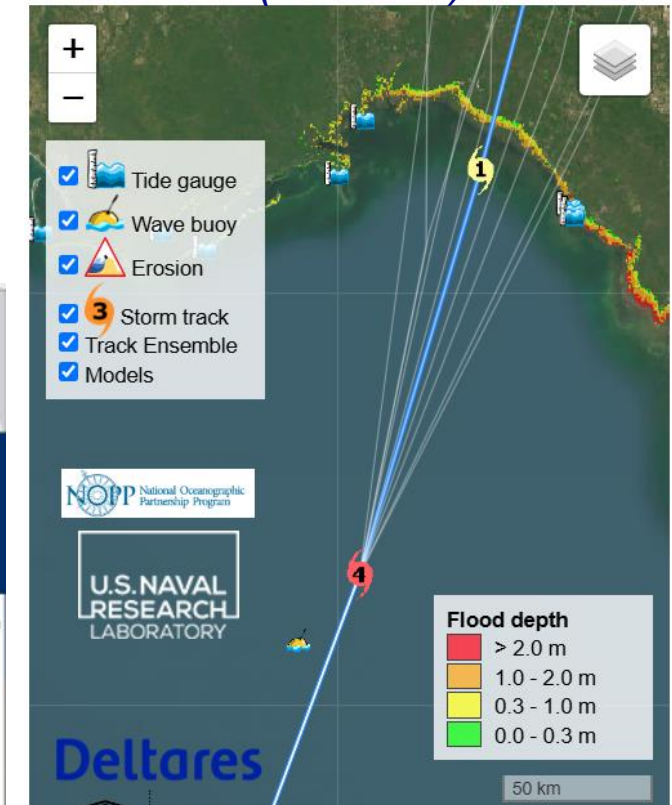 +
−
Tide gauge
Wave buoy
Erosion
3 Storm track
Track Ensemble
Models
1
NOPP National Oceanographic
Partnership Program
4
U.S. NAVAL
RESEARCH
LABORATORY
Flood depth
> 2.0 m
1.0 - 2.0 m
0.3 - 1.0 m
0.0 - 0.3 m
Deltares
50 km